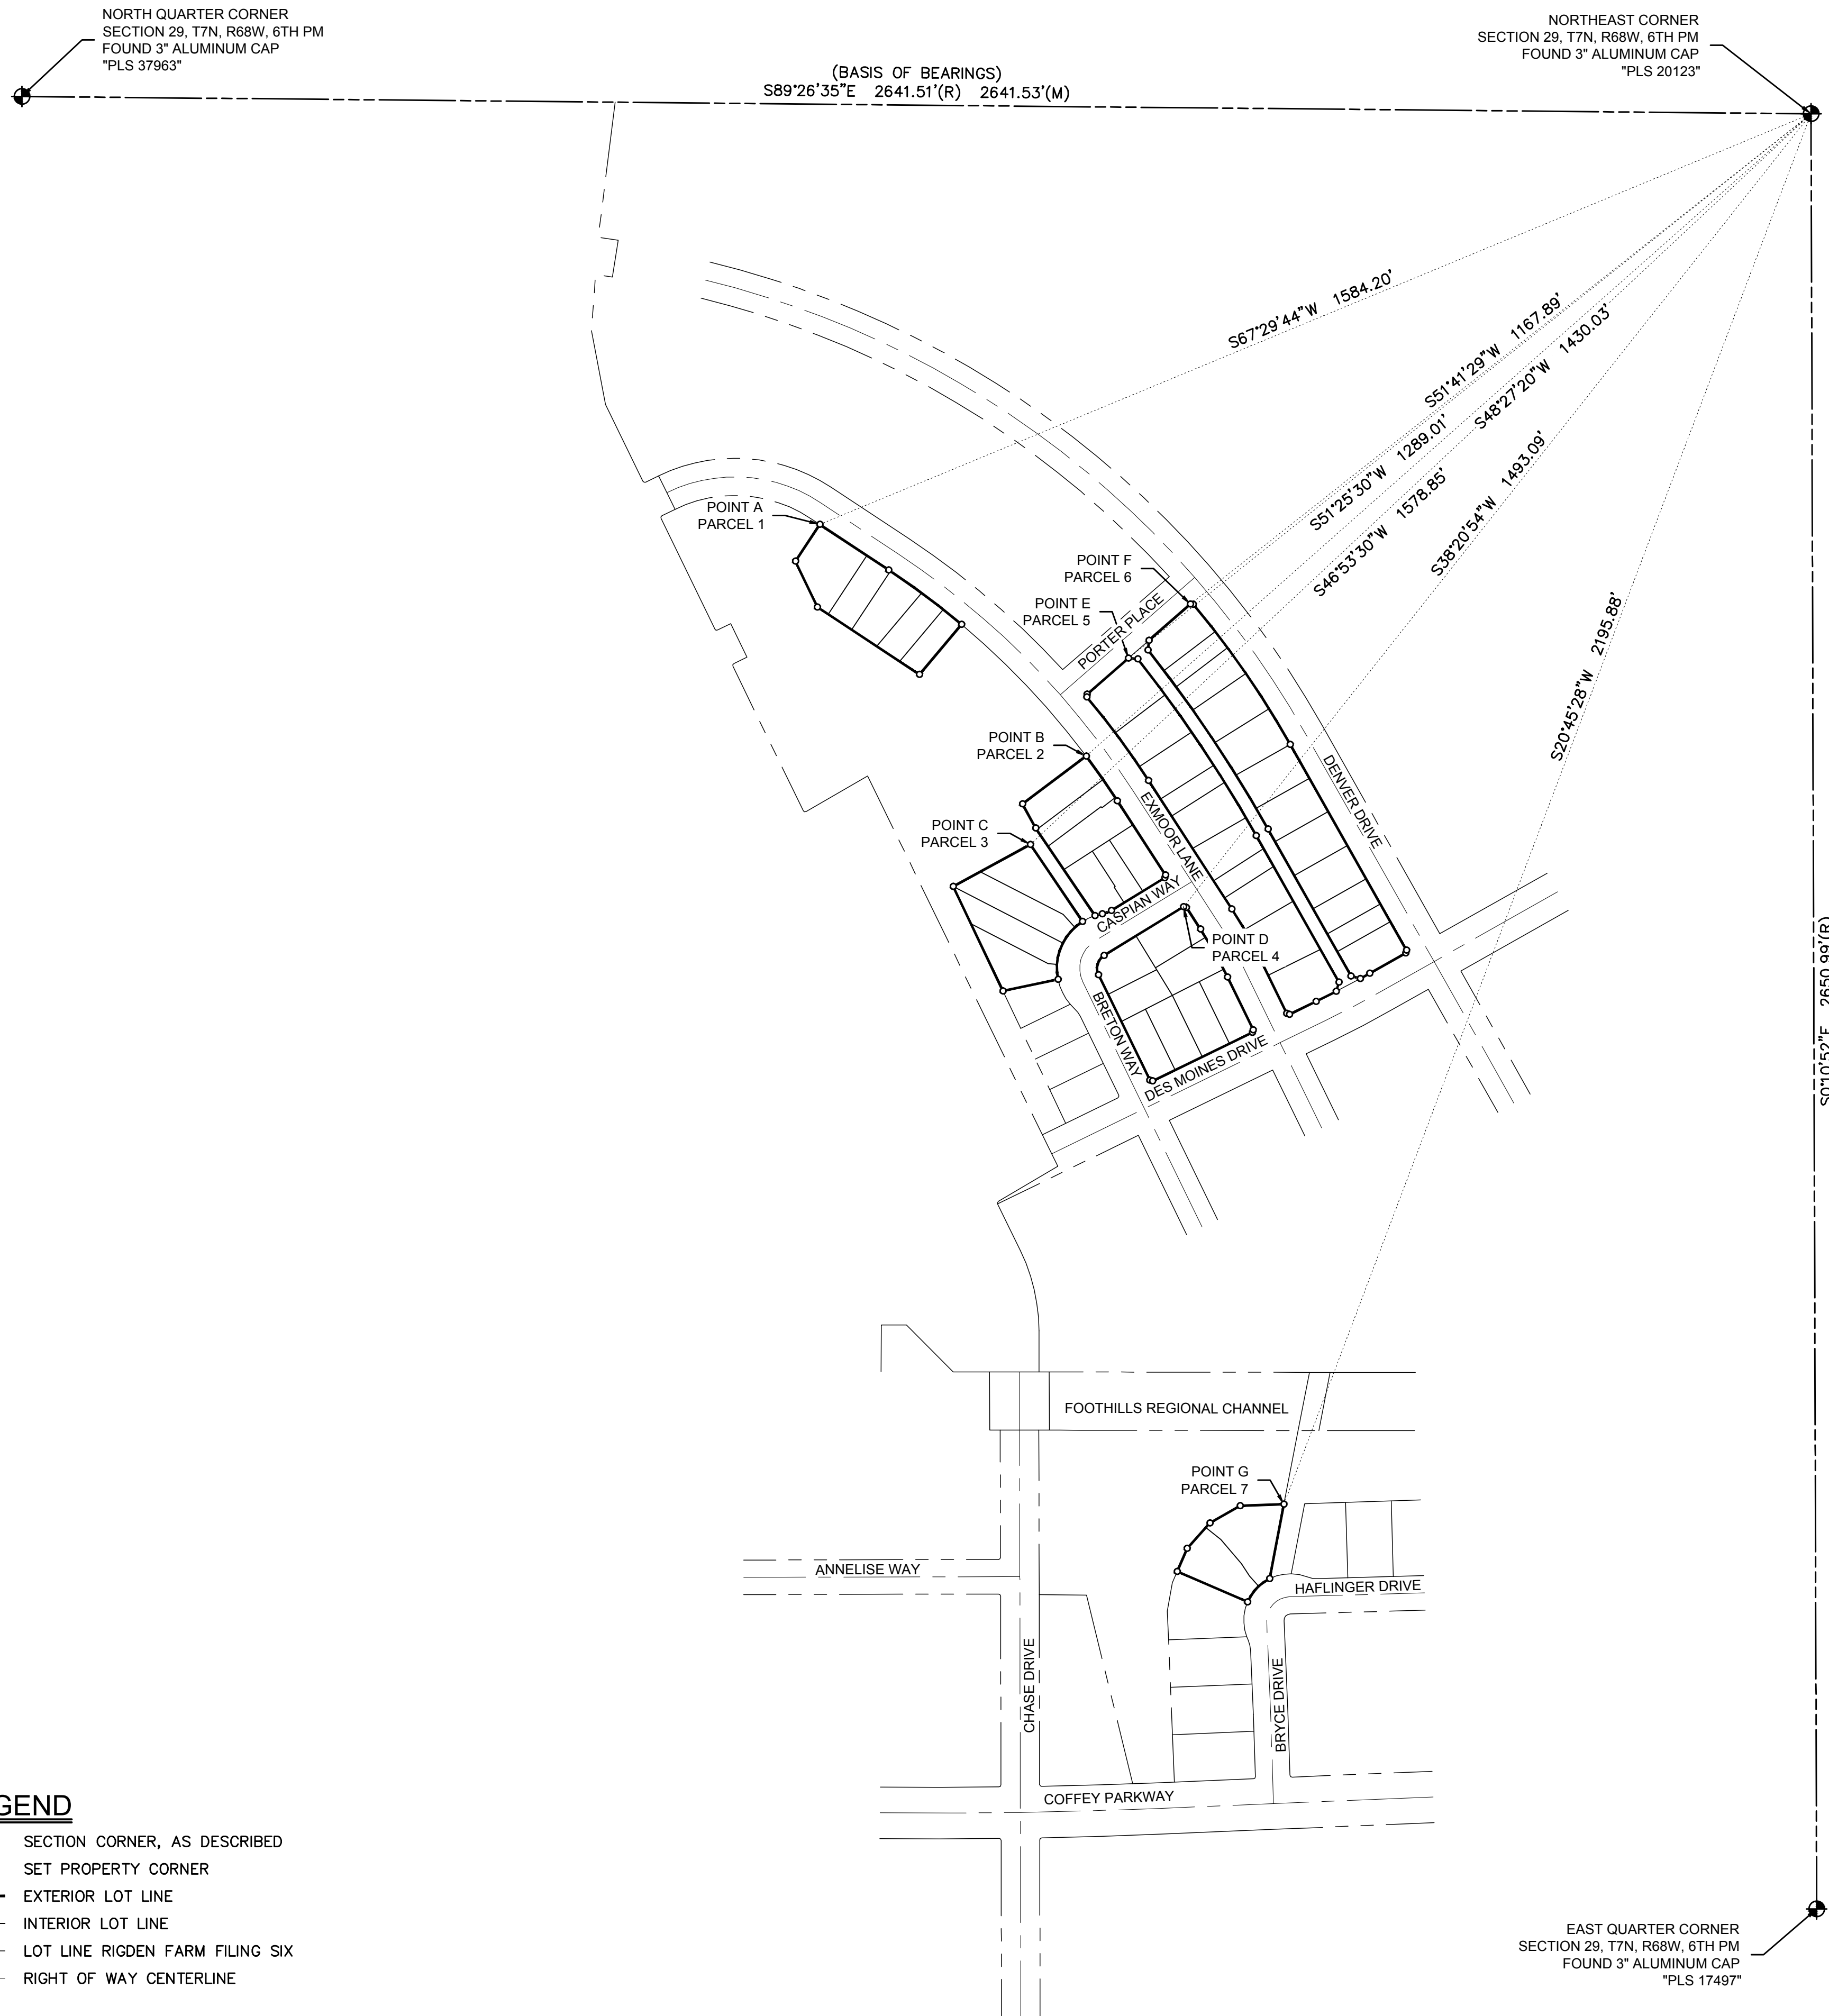 NORTH QUARTER CORNER
SECTION 29, T7N, R68W, 6TH PM
FOUND 3" ALUMINUM CAP
"PLS 37963"
NORTHEAST CORNER
SECTION 29, T7N, R68W, 6TH PM
FOUND 3" ALUMINUM CAP
"PLS 20123"
(BASIS OF BEARINGS)
S89°26'35"E 2641.51'(R) 2641.53'(M)
S67°29'44"W 1584.20'
S51°41'29"W 1167.89'
S48°27'20"W 1430.03'
S51°25'30"W 1289.01'
S46°53'30"W 1578.85'
S38°20'54"W 1493.09'
S20°45'28"W 2195.88'
S0°10'52"E 2650.99'(R)
POINT A
PARCEL 1
POINT F
PARCEL 6
POINT E
PARCEL 5
PORTER PLACE
POINT B
PARCEL 2
POINT C
PARCEL 3
EXMOOR LANE
DENVER DRIVE
CASPIAN WAY
POINT D
PARCEL 4
BRETON WAY
DES MOINES DRIVE
FOOTHILLS REGIONAL CHANNEL
POINT G
PARCEL 7
ANNELISE WAY
HAFLINGER DRIVE
CHASE DRIVE
BRYCE DRIVE
COFFEY PARKWAY
GEND
SECTION CORNER, AS DESCRIBED
SET PROPERTY CORNER
EXTERIOR LOT LINE
INTERIOR LOT LINE
LOT LINE RIGDEN FARM FILING SIX
RIGHT OF WAY CENTERLINE
EAST QUARTER CORNER
SECTION 29, T7N, R68W, 6TH PM
FOUND 3" ALUMINUM CAP
"PLS 17497"